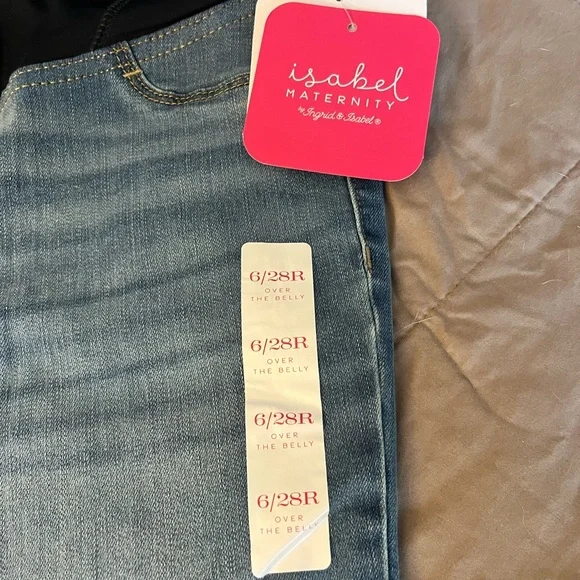 isabel
MATERNITY
by Ingrid & Isabel®
6/28R
OVER
THE BELLY
6/28R
OVER
THE BELLY
6/28R
OVER
THE BELLY
6/28R
OVER
THE BELLY